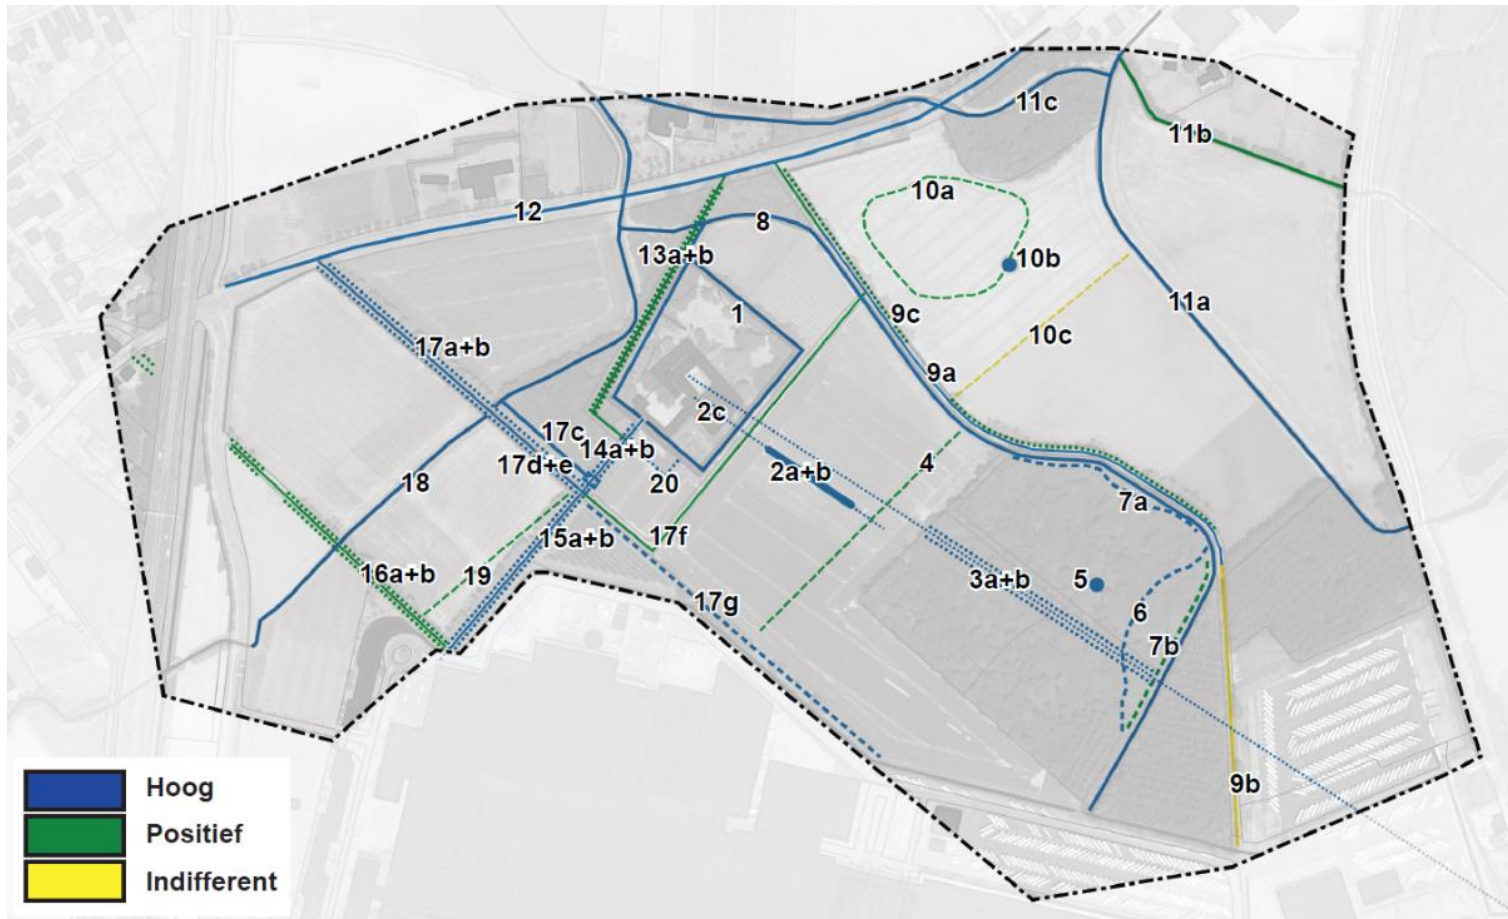 11c
11b
10a
12
8
13a+b
10b
11a
1
9c
10c
17a+b
9a
2c
17c
14a+b
4
17d+e
2a+b
18
20
7a
15a+b
17f
16a+b
19
3a+b
5
17g
6
7b
9b
Hoog
Positief
Indifferent